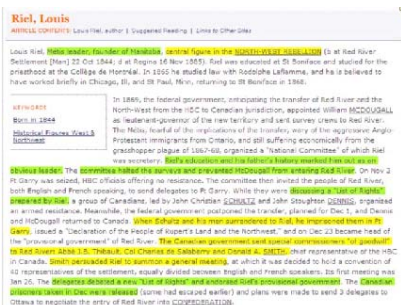 Riel, Louis
ARTICLE CONTENTS: Louis Riel, author | Suggested Reading | Links to Other Sites
Louis Riel, Métis leader, founder of Manitoba, central figure in the NORTH-WEST REBELLION (b at Red River
Settlement [Man] 22 Oct 1844; d at Regina 16 Nov 1885). Riel was educated at St Boniface and studied for the
priesthood at the Collège de Montréal. In 1865 he studied law with Rodolphe Laflamme, and he is believed to
have worked briefly in Chicago, Ill, and St Paul, Minn, returning to St Boniface in 1868.
KEYWORDS
Born in 1844
Historical Figures West &
Northwest
In 1869, the federal government, anticipating the transfer of Red River and the
North-West from the HBC to Canadian jurisdiction, appointed William MCDOUGALL
as lieutenant-governor of the new territory and sent survey crews to Red River.
The Métis, fearful of the implications of the transfer, wary of the aggressive Anglo-
Protestant immigrants from Ontario, and still suffering economically from the
grasshopper plague of 1867-68, organized a "National Committee" of which Riel
was secretary. Riel's education and his father's history marked him out as an
obvious leader. The committee halted the surveys and prevented McDougall from entering Red River. On Nov 2
Ft Garry was seized, HBC officials offering no resistance. The committee then invited the people of Red River,
both English and French speaking, to send delegates to Ft Garry. While they were discussing a "List of Rights"
prepared by Riel, a group of Canadians, led by John Christian SCHULTZ and John Stoughton DENNIS, organized
an armed resistance. Meanwhile, the federal government postponed the transfer, planned for Dec 1, and Dennis
and McDougall returned to Canada. When Schultz and his men surrendered to Riel, he imprisoned them in Ft
Garry, issued a "Declaration of the People of Rupert's Land and the Northwest," and on Dec 23 became head of
the "provisional government" of Red River. The Canadian government sent special commissioners "of goodwill"
to Red River: Abbé J.B. Thibault, Col Charles de Salaberry and Donald A. SMITH, chief representative of the HBC
in Canada. Smith persuaded Riel to summon a general meeting, at which it was decided to hold a convention of
40 representatives of the settlement, equally divided between English and French speakers. Its first meeting was
Jan 26. The delegates debated a new "List of Rights" and endorsed Riel's provisional government. The Canadian
prisoners taken in Dec were released (some had escaped earlier) and plans were made to send 3 delegates to
Ottawa to negotiate the entry of Red River into CONFEDERATION.